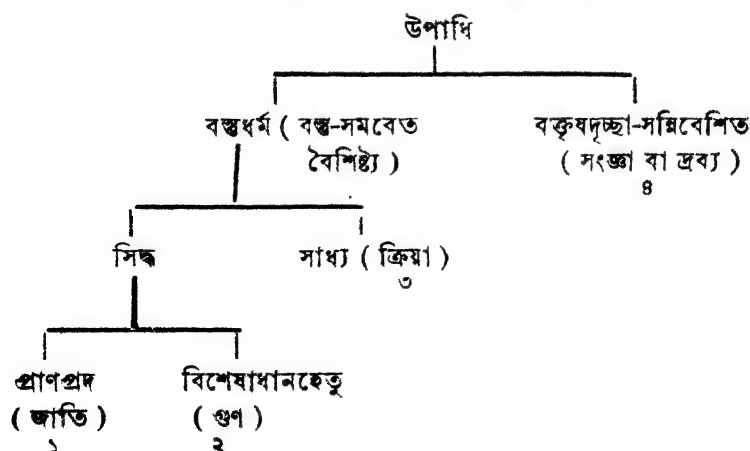 উপাধি
বস্তুধর্ম ( বস্তু-সমবেত বৈশিষ্ট্য )
বক্তৃযদৃচ্ছা-সন্নিবেশিত ( সংজ্ঞা বা দ্রব্য )
৪
সিদ্ধ
সাধ্য ( ক্রিয়া )
৩
প্রাণপ্রদ
( জাতি )
১
বিশেষাধানহেতু
( গুণ )
২